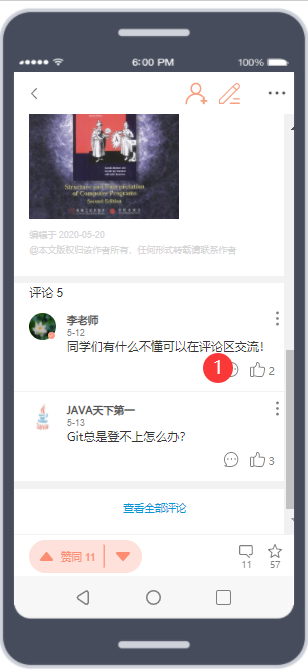 6:00 PM
100%
Structure and Interpretation
of Computer Programs
Second Edition
编辑于 2020-05-20
@本文版权归该作者所有，任何形式转载请联系作者
评论 5
李老师
5-12
同学们有什么不懂可以在评论区交流！
1
2
JAVA天下第一
5-13
Git总是登不上怎么办？
3
查看全部评论
赞同 11
11
57